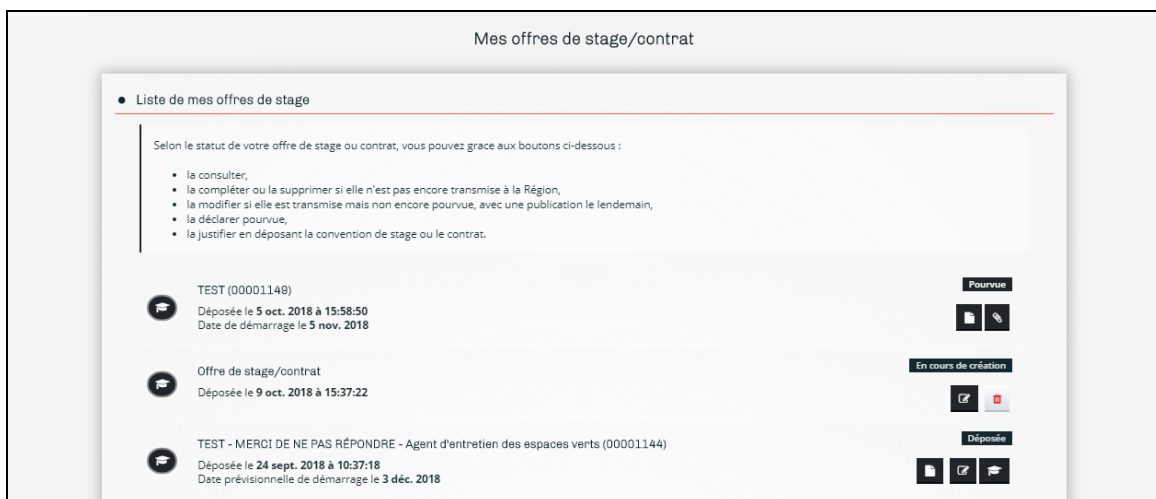 Mes offres de stage/contrat
Liste de mes offres de stage
Selon le statut de votre offre de stage ou contrat, vous pouvez grace aux boutons ci-dessous :
la consulter,
la compléter ou la supprimer si elle n'est pas encore transmise à la Région,
la modifier si elle est transmise mais non encore pourvue, avec une publication le lendemain,
la déclarer pourvue,
la justifier en déposant la convention de stage ou le contrat.
TEST (00001149)
Pourvue
Déposée le 5 oct. 2018 à 15:58:50
Date de démarrage le 5 nov. 2018
Offre de stage/contrat
En cours de création
Déposée le 9 oct. 2018 à 15:37:22
TEST - MERCI DE NE PAS RÉPONDRE - Agent d'entretien des espaces verts (00001144)
Déposée
Déposée le 24 sept. 2018 à 10:37:18
Date prévisionnelle de démarrage le 3 déc. 2018